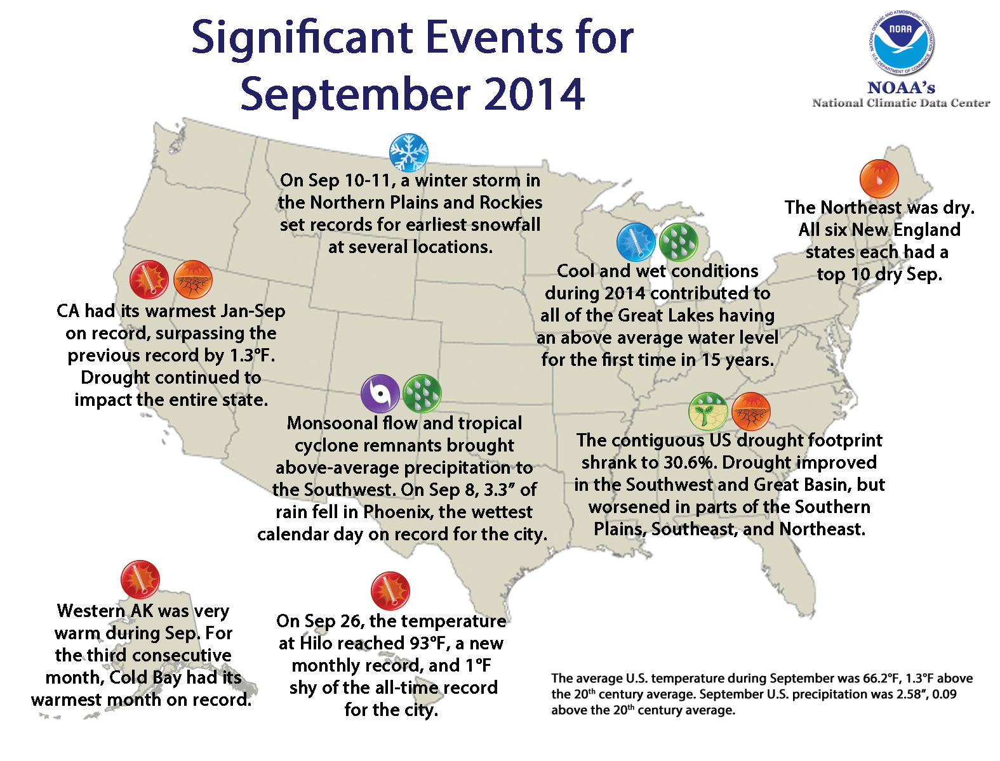 Significant Events for
September 2014
NATIONAL OCEANIC AND ATMOSPHERIC ADMINISTRATION
U.S. DEPARTMENT OF COMMERCE
NOAA
NOAA's
National Climatic Data Center
On Sep 10-11, a winter storm in
the Northern Plains and Rockies
set records for earliest snowfall
at several locations.
The Northeast was dry.
All six New England
states each had a
top 10 dry Sep.
Cool and wet conditions
during 2014 contributed to
all of the Great Lakes having
an above average water level
for the first time in 15 years.
CA had its warmest Jan-Sep
on record, surpassing the
previous record by 1.3°F.
Drought continued to
impact the entire state.
Monsoonal flow and tropical
cyclone remnants brought
above-average precipitation to
the Southwest. On Sep 8, 3.3” of
rain fell in Phoenix, the wettest
calendar day on record for the city.
The contiguous US drought footprint
shrank to 30.6%. Drought improved
in the Southwest and Great Basin, but
worsened in parts of the Southern
Plains, Southeast, and Northeast.
Western AK was very
warm during Sep. For
the third consecutive
month, Cold Bay had its
warmest month on record.
On Sep 26, the temperature
at Hilo reached 93°F, a new
monthly record, and 1°F
shy of the all-time record
for the city.
The average U.S. temperature during September was 66.2°F, 1.3°F above
the 20th century average. September U.S. precipitation was 2.58”, 0.09
above the 20th century average.